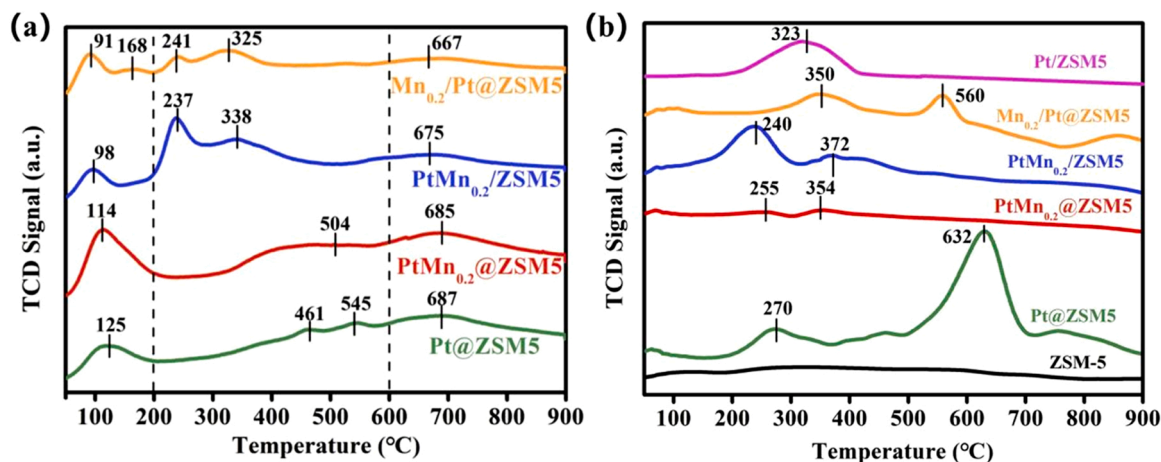 (a)
91
168
241
325
667
Mn0.2/Pt@ZSM5
237
338
98
675
PtMn0.2/ZSM5
114
504
685
PtMn0.2@ZSM5
125
461
545
687
Pt@ZSM5
TCD Signal (a.u.)
100 200 300 400 500 600 700 800 900
Temperature (℃)
(b)
323
Pt/ZSM5
350
560
Mn0.2/Pt@ZSM5
240
372
PtMn0.2/ZSM5
255
354
PtMn0.2@ZSM5
632
270
Pt@ZSM5
ZSM-5
TCD Signal (a.u.)
100 200 300 400 500 600 700 800 900
Temperature (℃)